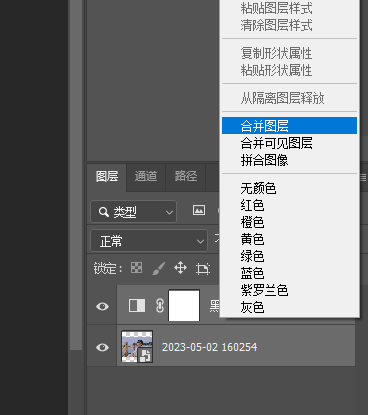 粘贴图层样式
清除图层样式
复制形状属性
粘贴形状属性
从隔离图层释放
合并图层
合并可见图层
拼合图像
无颜色
红色
橙色
黄色
绿色
蓝色
紫罗兰色
灰色
图层 通道 路径
类型
正常
锁定:
黑
2023-05-02 160254